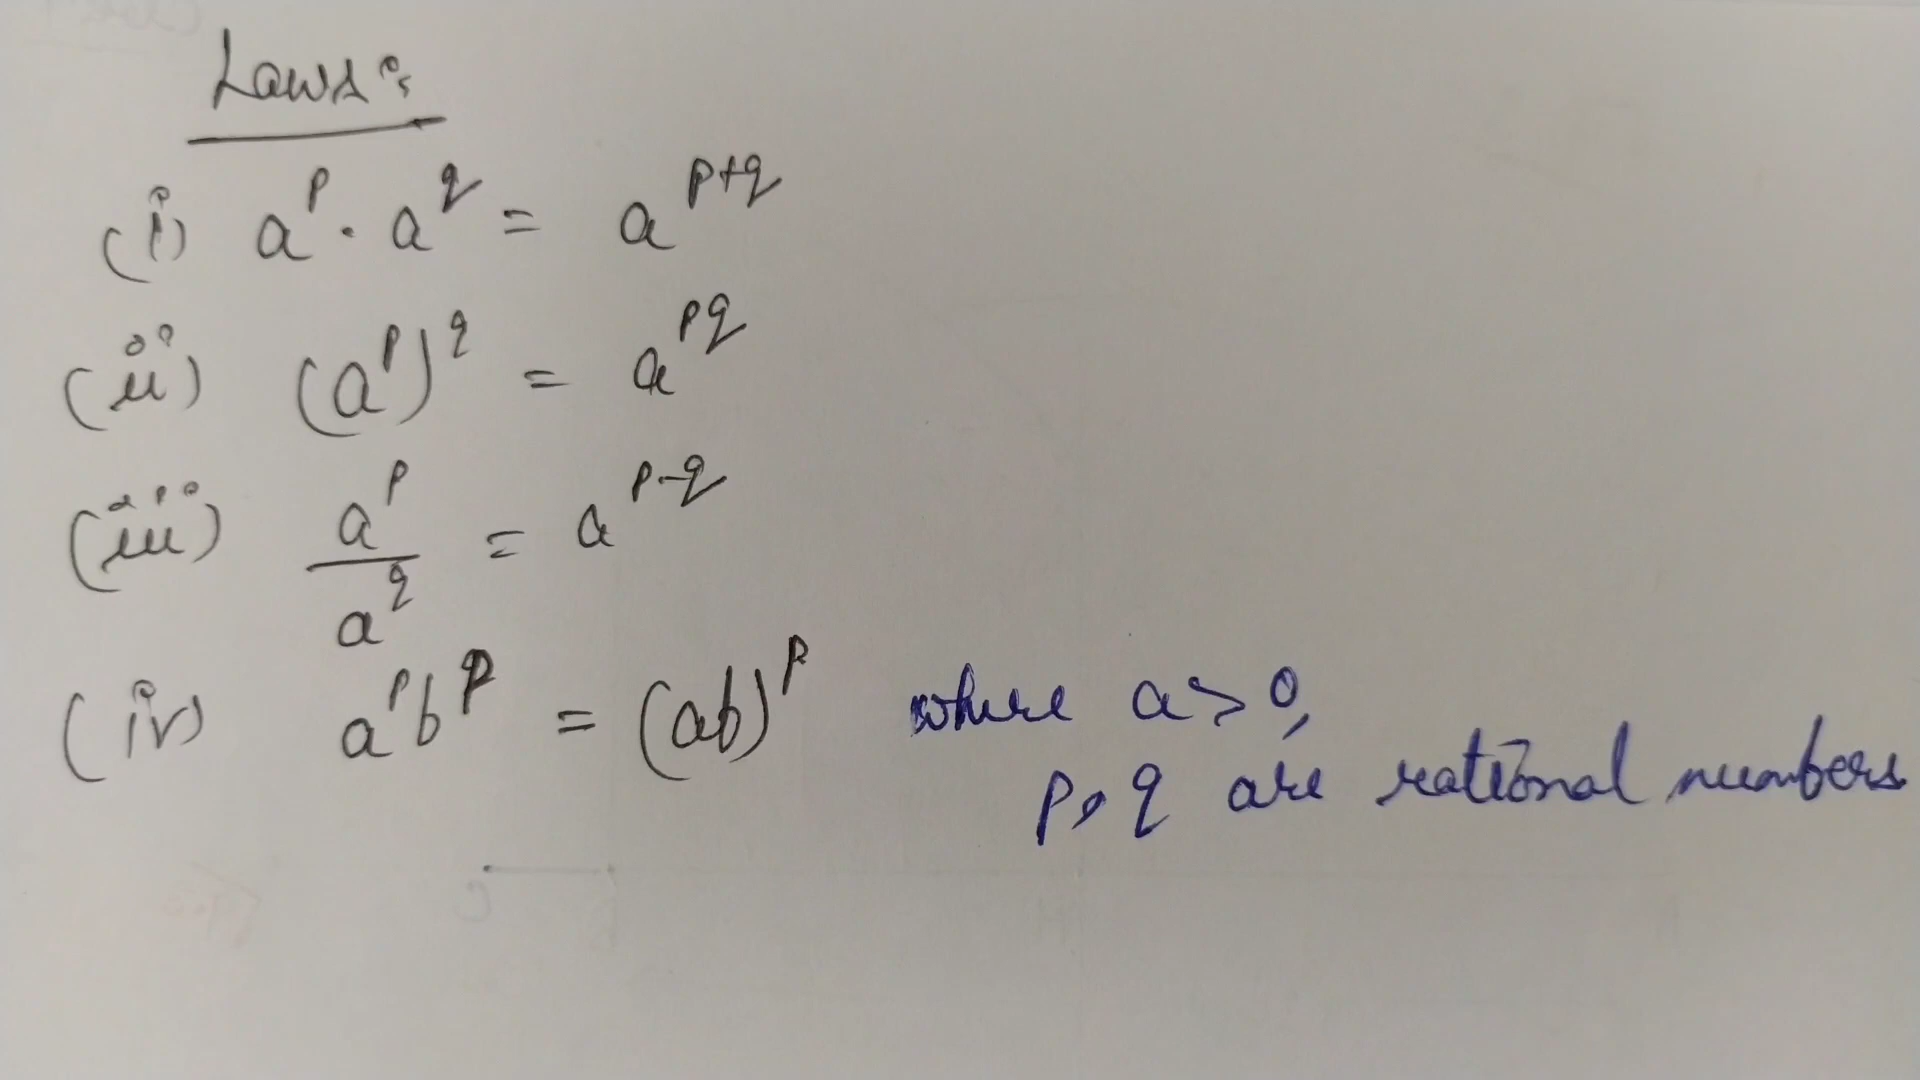 Laws:
(i) a^p · a^q = a^{p+q}
(ii) (a^p)^q = a^{pq}
(iii) a^p / a^q = a^{p-q}
(iv) a^p b^p = (ab)^p where a > 0,
p, q are rational numbers